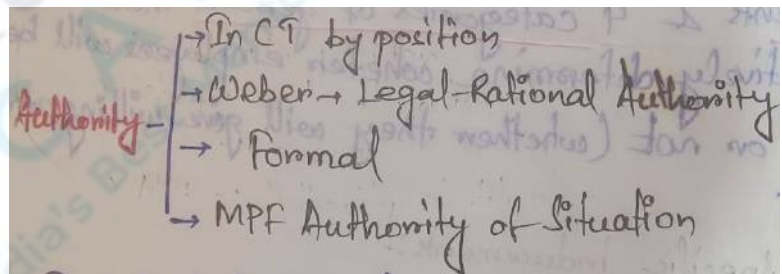 Authority
→ In CT by position
→ Weber → Legal-Rational Authority
→ Formal
→ MPF Authority of Situation